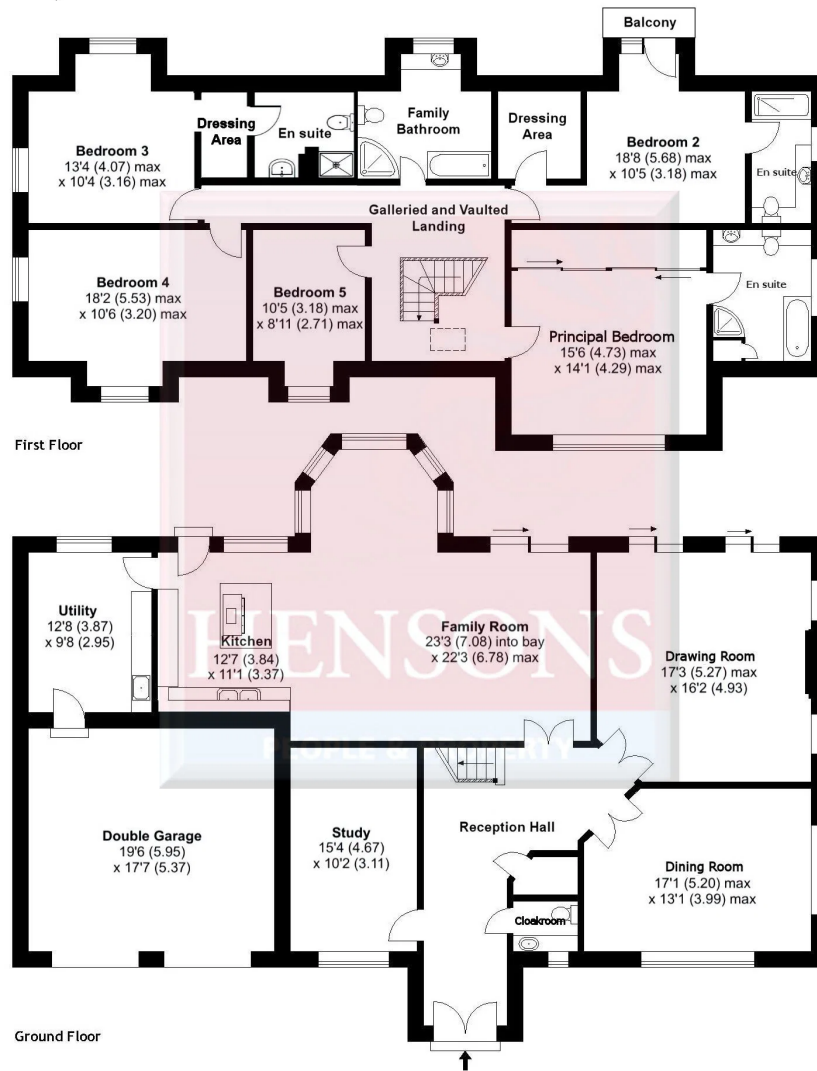 Balcony
Bedroom 3
13'4 (4.07) max
x 10'4 (3.16) max
Dressing
Area
En suite
Family
Bathroom
Dressing
Area
Bedroom 2
18'8 (5.68) max
x 10'5 (3.18) max
En suite
Galleried and Vaulted
Landing
Bedroom 4
18'2 (5.53) max
x 10'6 (3.20) max
Bedroom 5
10'5 (3.18) max
x 8'11 (2.71) max
Principal Bedroom
15'6 (4.73) max
x 14'1 (4.29) max
En suite
First Floor
Utility
12'8 (3.87)
x 9'8 (2.95)
Kitchen
12'7 (3.84)
x 11'1 (3.37)
Family Room
23'3 (7.08) into bay
x 22'3 (6.78) max
Drawing Room
17'3 (5.27) max
x 16'2 (4.93)
HENSONS
PEOPLE & PROPERTY
Double Garage
19'6 (5.95)
x 17'7 (5.37)
Study
15'4 (4.67)
x 10'2 (3.11)
Reception Hall
Cloakroom
Dining Room
17'1 (5.20) max
x 13'1 (3.99) max
Ground Floor